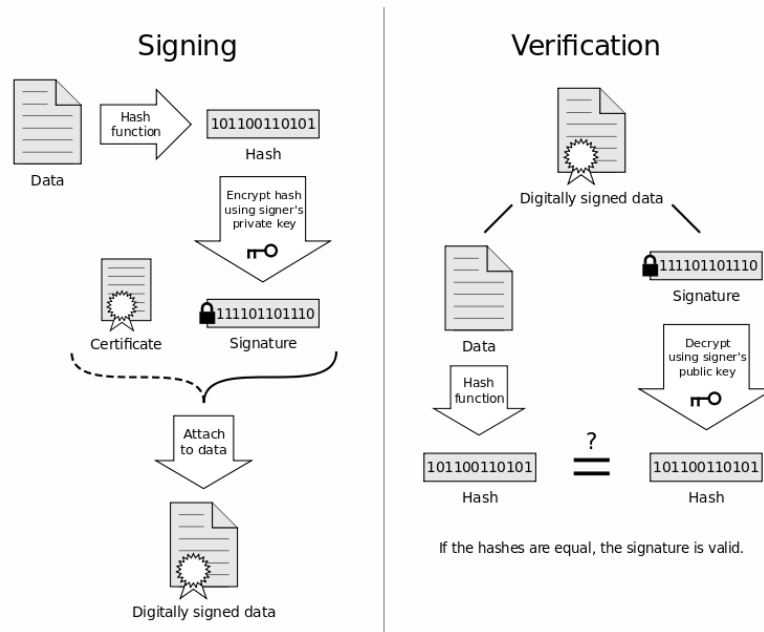 Signing
Hash
function
101100110101
Hash
Data
Encrypt hash
using signer's
private key
111101101110
Certificate
Signature
Attach
to data
Digitally signed data
Verification
Digitally signed data
111101101110
Signature
Data
Decrypt
using signer's
public key
Hash
function
?
101100110101
=
101100110101
Hash
Hash
If the hashes are equal, the signature is valid.